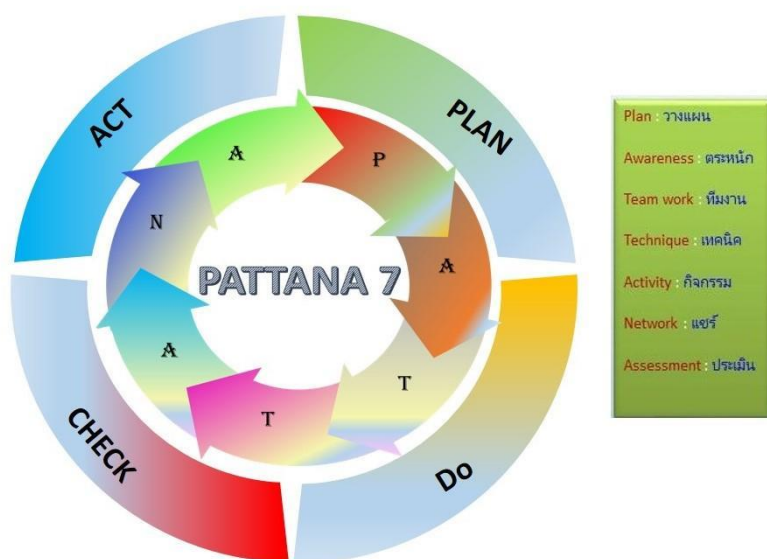 ACT
PLAN
Do
CHECK
P
A
T
T
A
N
A
PATTANA 7
Plan : วางแผน
Awareness : ตระหนัก
Team work : ทีมงาน
Technique : เทคนิค
Activity : กิจกรรม
Network : แชร์
Assessment : ประเมิน